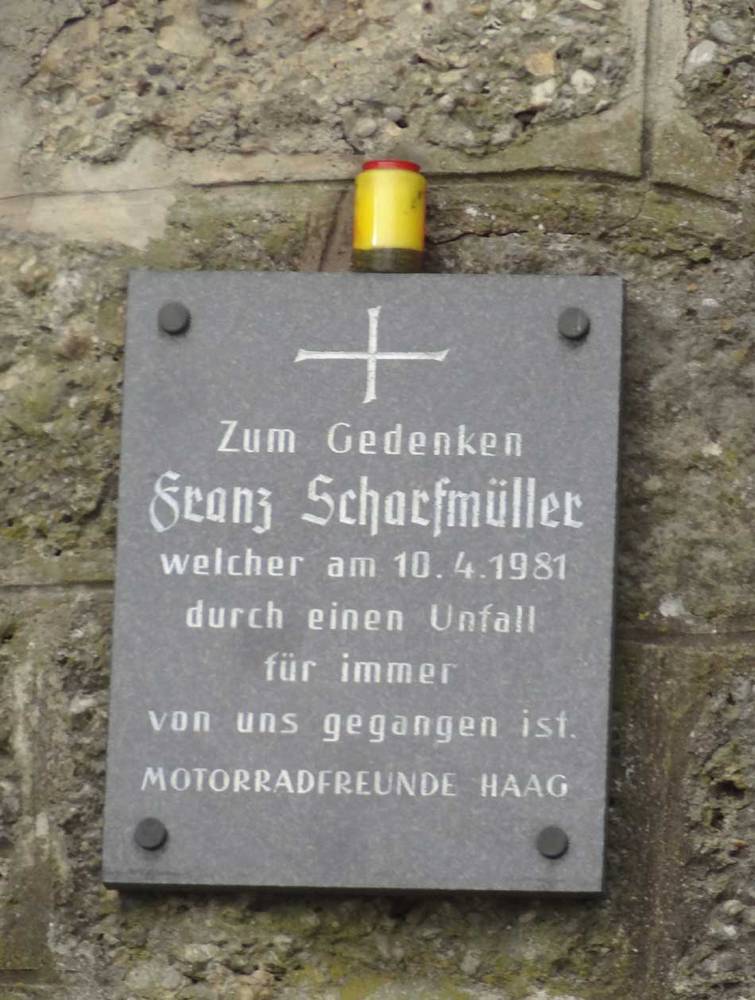 Zum Gedenken
Franz Scharfmüller
welcher am 10.4.1981
durch einen Unfall
für immer
von uns gegangen ist.
MOTORRADFREUNDE HAAG